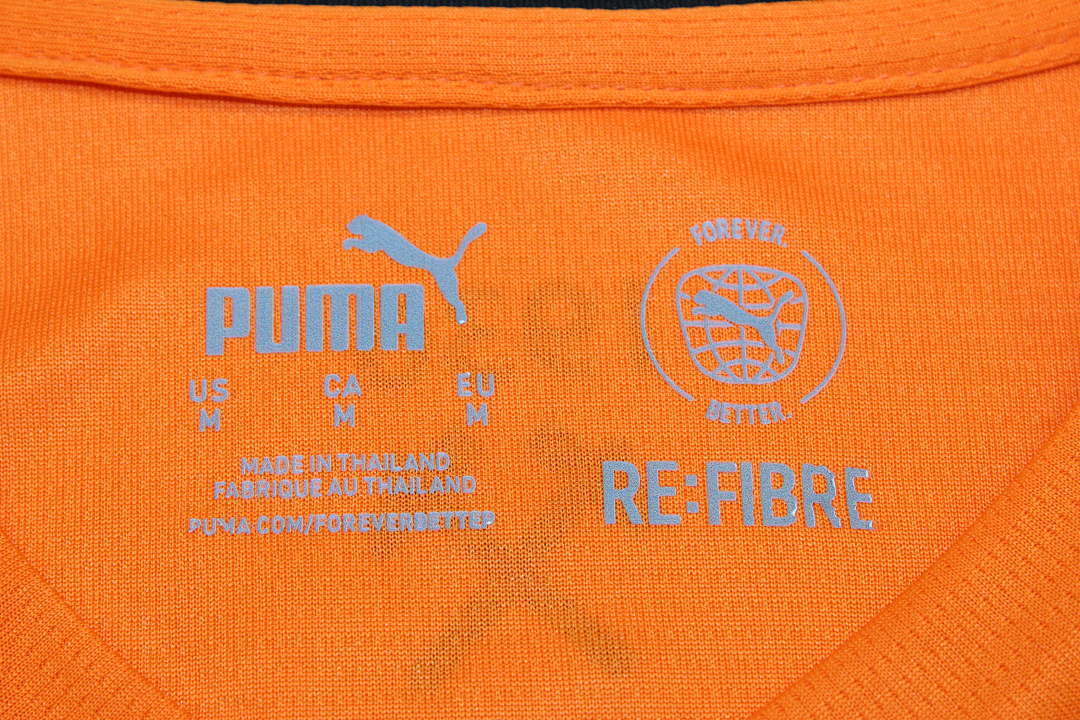 PUMA
US CA EU
M M M
MADE IN THAILAND
FABRIQUE AU THAILAND
PUMA.COM/FOREVERBETTER
FOREVER.
BETTER.
RE:FIBRE